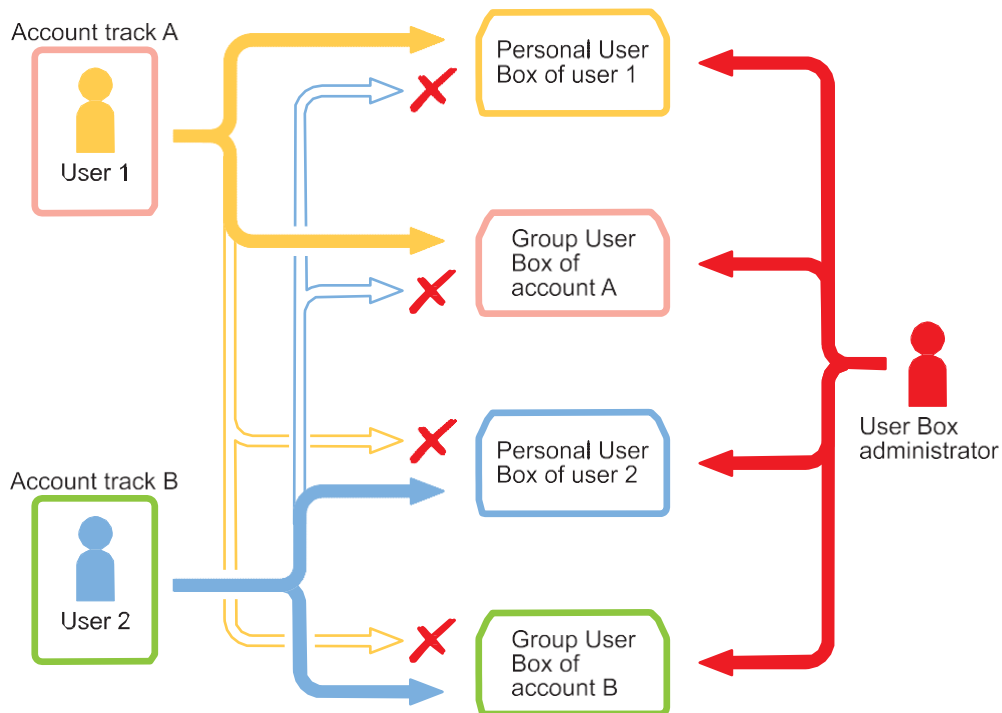 Account track A
User 1
Personal User
Box of user 1
Group User
Box of
account A
User Box
administrator
Personal User
Box of user 2
Account track B
User 2
Group User
Box of
account B